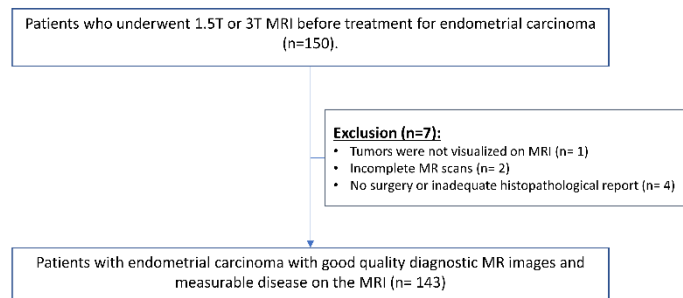 Patients who underwent 1.5T or 3T MRI before treatment for endometrial carcinoma
(n=150).
Exclusion (n=7):
• Tumors were not visualized on MRI (n= 1)
• Incomplete MR scans (n= 2)
• No surgery or inadequate histopathological report (n= 4)
Patients with endometrial carcinoma with good quality diagnostic MR images and
measurable disease on the MRI (n= 143)